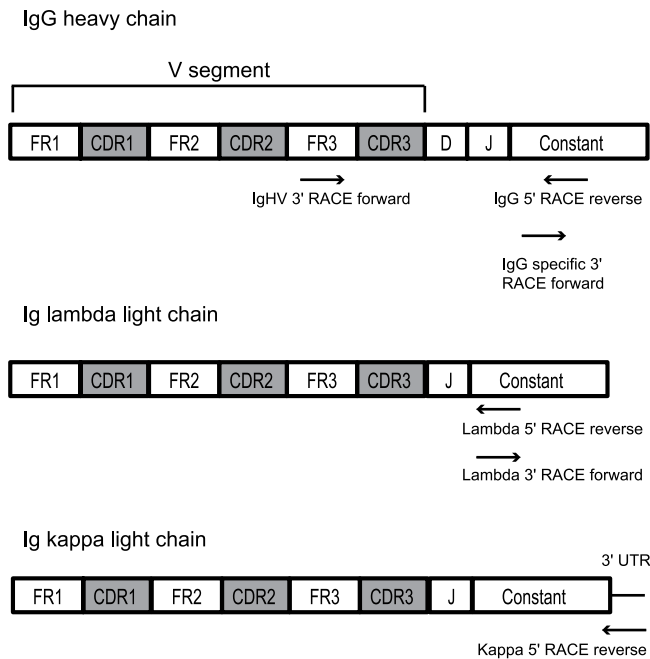 IgG heavy chain
V segment
FR1 CDR1 FR2 CDR2 FR3 CDR3 D J Constant
IgHV 3' RACE forward
IgG 5' RACE reverse
IgG specific 3'
RACE forward
Ig lambda light chain
FR1 CDR1 FR2 CDR2 FR3 CDR3 J Constant
Lambda 5' RACE reverse
Lambda 3' RACE forward
Ig kappa light chain
3' UTR
FR1 CDR1 FR2 CDR2 FR3 CDR3 J Constant
Kappa 5' RACE reverse